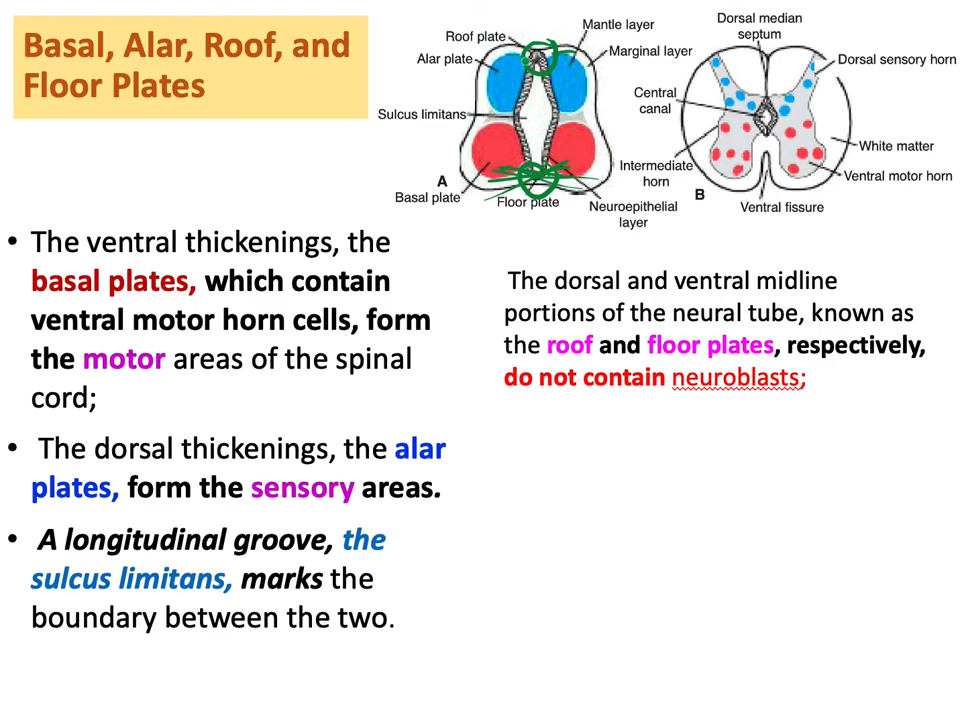 Basal, Alar, Roof, and
Floor Plates
Roof plate
Alar plate
Sulcus limitans
A
Basal plate
Floor plate
Mantle layer
Marginal layer
Neuroepithelial
layer
Dorsal median
septum
Dorsal sensory horn
Central
canal
White matter
Intermediate
horn
B
Ventral motor horn
Ventral fissure
• The ventral thickenings, the
basal plates, which contain
ventral motor horn cells, form
the motor areas of the spinal
cord;
• The dorsal thickenings, the alar
plates, form the sensory areas.
• A longitudinal groove, the
sulcus limitans, marks the
boundary between the two.
The dorsal and ventral midline
portions of the neural tube, known as
the roof and floor plates, respectively,
do not contain neuroblasts;